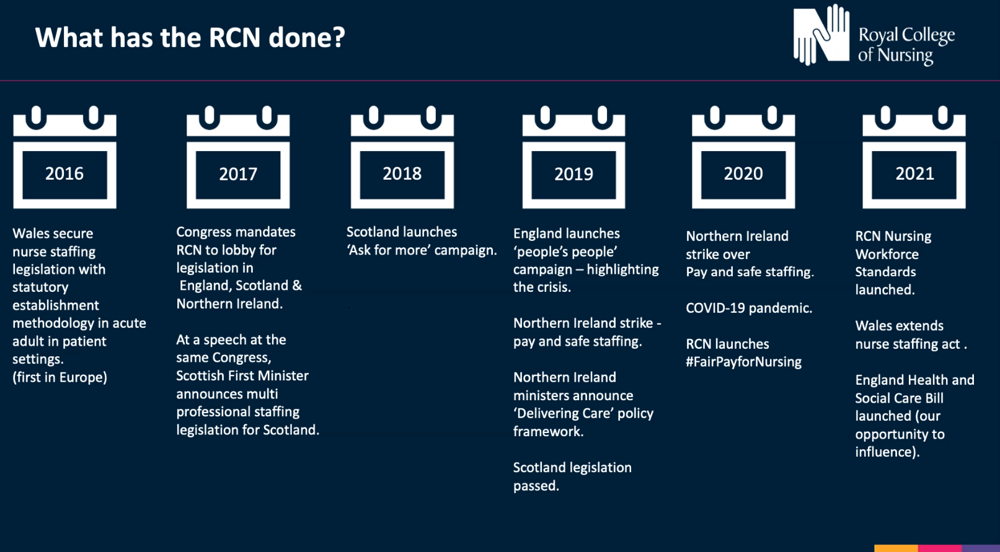 What has the RCN done?
Royal College
of Nursing
2016
Wales secure
nurse staffing
legislation with
statutory
establishment
methodology in acute
adult in patient
settings.
(first in Europe)
2017
Congress mandates
RCN to lobby for
legislation in
England, Scotland &
Northern Ireland.
At a speech at the
same Congress,
Scottish First Minister
announces multi
professional staffing
legislation for Scotland.
2018
Scotland launches
‘Ask for more’ campaign.
.
2019
England launches
‘people’s people’
campaign – highlighting
the crisis.
Northern Ireland strike -
pay and safe staffing.
Northern Ireland
ministers announce
‘Delivering Care’ policy
framework.
Scotland legislation
passed.
2020
Northern Ireland
strike over
Pay and safe staffing.
COVID-19 pandemic.
RCN launches
#FairPayforNursing
2021
RCN Nursing
Workforce
Standards
launched.
Wales extends
nurse staffing act .
England Health and
Social Care Bill
launched (our
opportunity to
influence).